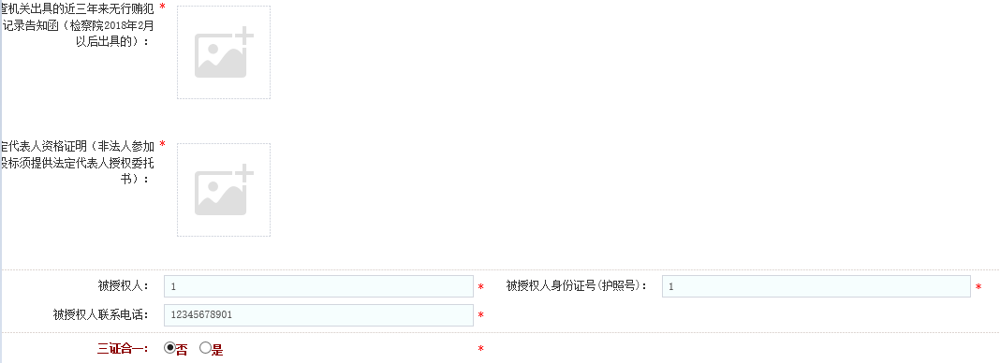 查机关出具的近三年来无行贿犯 *
记录告知函（检察院2018年2月
以后出具的）：
定代表人资格证明（非法人参加 *
投标须提供法定代表人授权委托
书）：
被授权人： 1 * 被授权人身份证号(护照号)： 1 *
被授权人联系电话： 12345678901 *
三证合一： 否 是 *